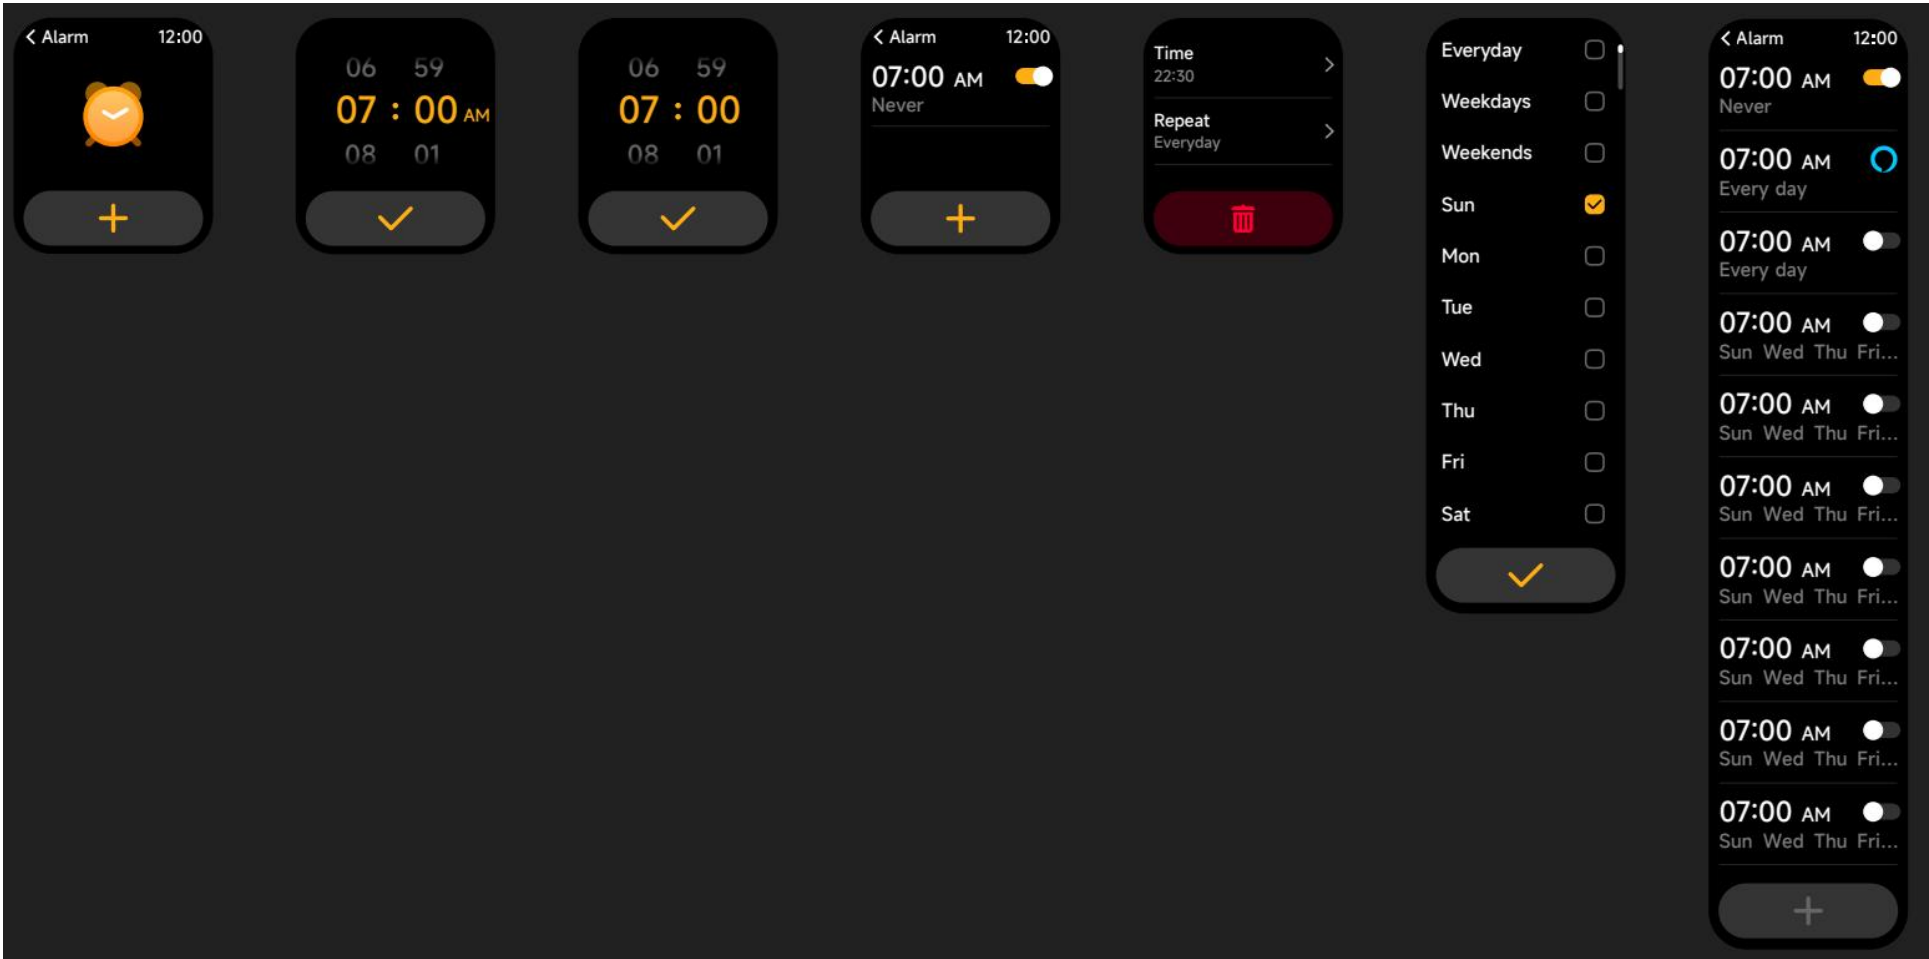 Alarm 12:00
06 59
07 : 00 AM
08 01
06 59
07 : 00
08 01
Alarm 12:00
07:00 AM
Never
Time
22:30
Repeat
Everyday
Everyday
Weekdays
Weekends
Sun
Mon
Tue
Wed
Thu
Fri
Sat
Alarm 12:00
07:00 AM
Never
07:00 AM
Every day
07:00 AM
Every day
07:00 AM
Sun Wed Thu Fri...
07:00 AM
Sun Wed Thu Fri...
07:00 AM
Sun Wed Thu Fri...
07:00 AM
Sun Wed Thu Fri...
07:00 AM
Sun Wed Thu Fri...
07:00 AM
Sun Wed Thu Fri...
07:00 AM
Sun Wed Thu Fri...